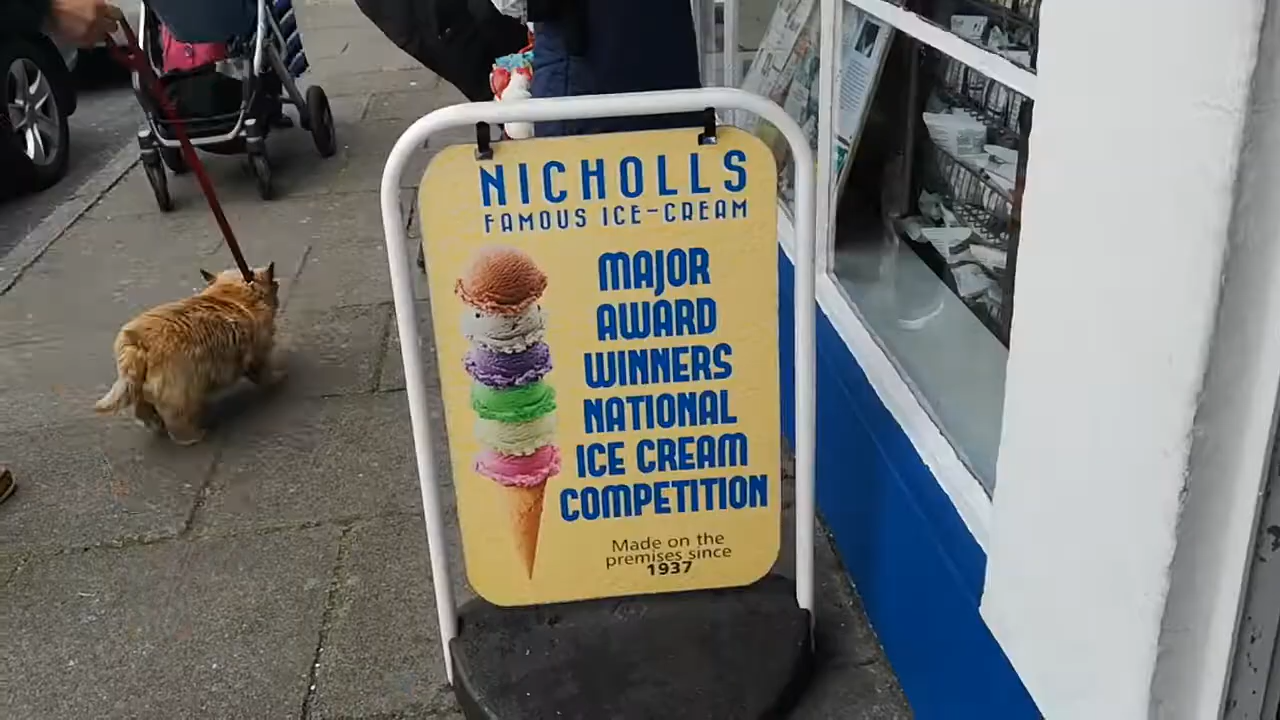 NICHOLLS
FAMOUS ICE-CREAM
MAJOR
AWARD
WINNERS
NATIONAL
ICE CREAM
COMPETITION
Made on the
premises since
1937